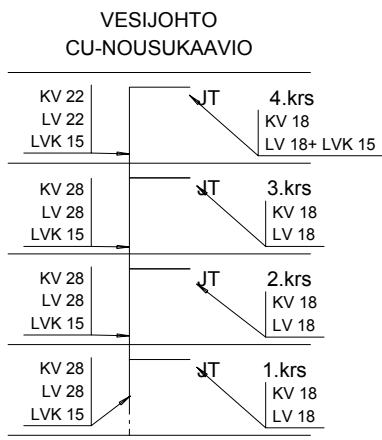 VESIJOHTO
CU-NOUSUKAAVIO
KV 22
LV 22
LVK 15
JT
4.krs
KV 18
LV 18+ LVK 15
KV 28
LV 28
LVK 15
JT
3.krs
KV 18
LV 18
KV 28
LV 28
LVK 15
JT
2.krs
KV 18
LV 18
KV 28
LV 28
LVK 15
JT
1.krs
KV 18
LV 18